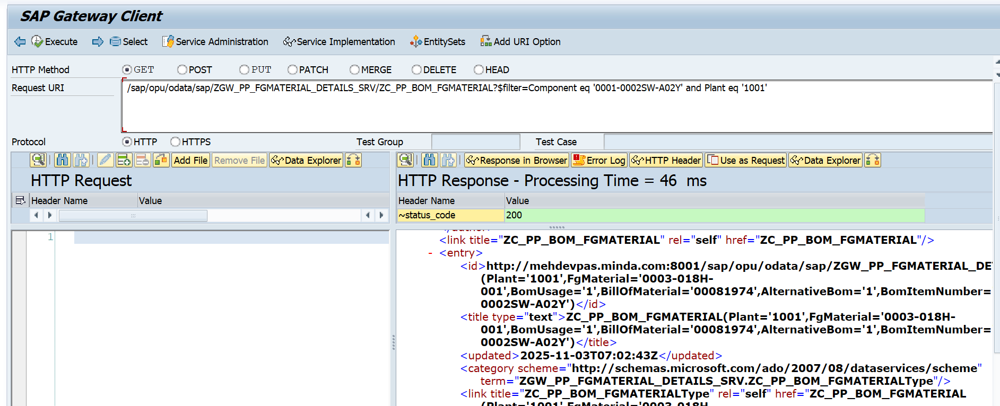 SAP Gateway Client
Execute Select Service Administration Service Implementation EntitySets Add URI Option
HTTP Method GET POST PUT PATCH MERGE DELETE HEAD
Request URI /sap/opu/odata/sap/ZGW_PP_FGMATERIAL_DETAILS_SRV/ZC_PP_BOM_FGMATERIAL?$filter=Component eq '0001-0002SW-A02Y' and Plant eq '1001'
Protocol HTTP HTTPS Test Group Test Case
Add File Remove File Data Explorer
HTTP Request
Header Name Value
1
Response in Browser Error Log HTTP Header Use as Request Data Explorer
HTTP Response - Processing Time = 46 ms
Header Name Value
~status_code 200
<link title="ZC_PP_BOM_FGMATERIAL" rel="self" href="ZC_PP_BOM_FGMATERIAL"/>
- <entry>
<id>http://mehdevpas.minda.com:8001/sap/opu/odata/sap/ZGW_PP_FGMATERIAL_DE
(Plant='1001',FgMaterial='0003-018H-
001',BomUsage='1',BillOfMaterial='00081974',AlternativeBom='1',BomItemNumber=
0002SW-A02Y')</id>
<title type="text">ZC_PP_BOM_FGMATERIAL(Plant='1001',FgMaterial='0003-018H-
001',BomUsage='1',BillOfMaterial='00081974',AlternativeBom='1',BomItemNumber=
0002SW-A02Y')</title>
<updated>2025-11-03T07:02:43Z</updated>
<category scheme="http://schemas.microsoft.com/ado/2007/08/dataservices/scheme"
term="ZGW_PP_FGMATERIAL_DETAILS_SRV.ZC_PP_BOM_FGMATERIALType"/>
<link title="ZC_PP_BOM_FGMATERIALType" rel="self" href="ZC_PP_BOM_FGMATERIAL